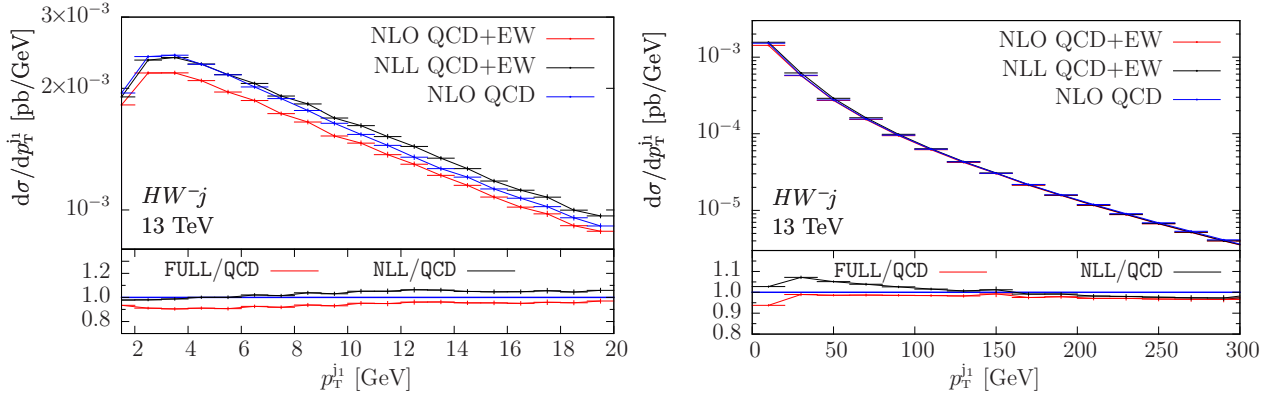 3×10⁻³
2×10⁻³
10⁻³
dσ/dp_T^{j1} [pb/GeV]
NLO QCD+EW
NLL QCD+EW
NLO QCD
HW⁻j
13 TeV
1.2
1.0
0.8
FULL/QCD
NLL/QCD
2 4 6 8 10 12 14 16 18 20
p_T^{j1} [GeV]
10⁻³
10⁻⁴
10⁻⁵
dσ/dp_T^{j1} [pb/GeV]
NLO QCD+EW
NLL QCD+EW
NLO QCD
HW⁻j
13 TeV
1.1
1.0
0.9
0.8
FULL/QCD
NLL/QCD
0 50 100 150 200 250 300
p_T^{j1} [GeV]